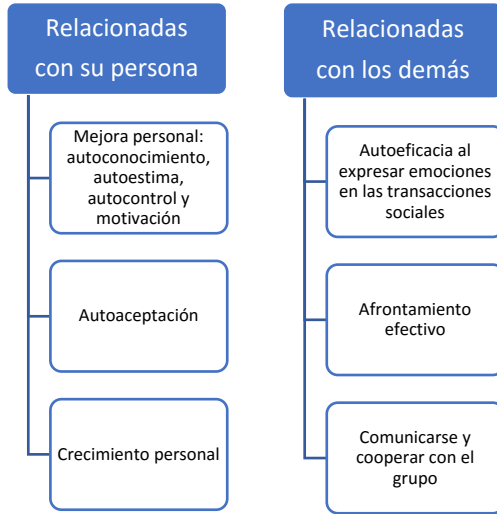 Relacionadas
con su persona
Mejora personal:
autoconocimiento,
autoestima,
autocontrol y
motivación
Autoaceptación
Crecimiento personal
Relacionadas
con los demás
Autoeficacia al
expresar emociones
en las transacciones
sociales
Afrontamiento
efectivo
Comunicarse y
cooperar con el
grupo